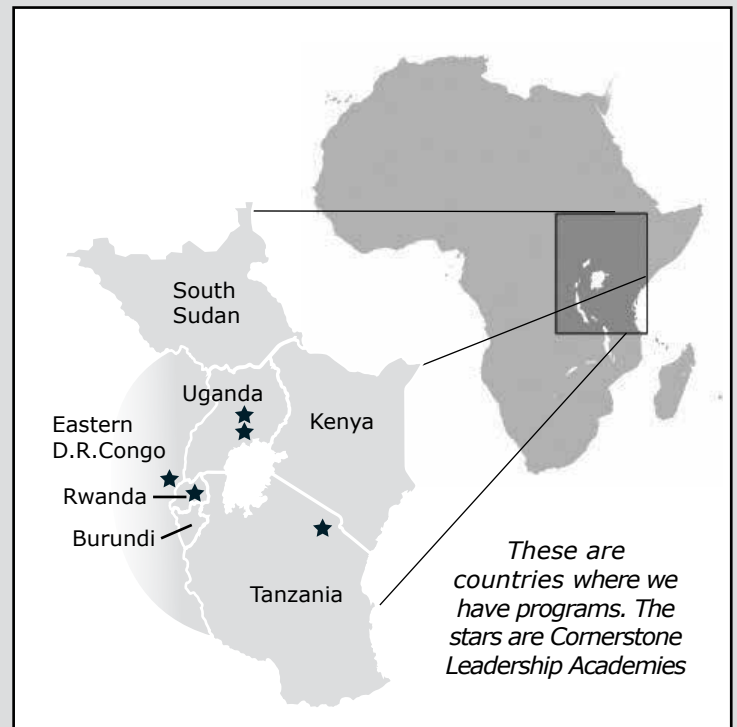 South
Sudan
Uganda
Kenya
Eastern
D.R.Congo
Rwanda
Burundi
Tanzania
These are
countries where we
have programs. The
stars are Cornerstone
Leadership Academies